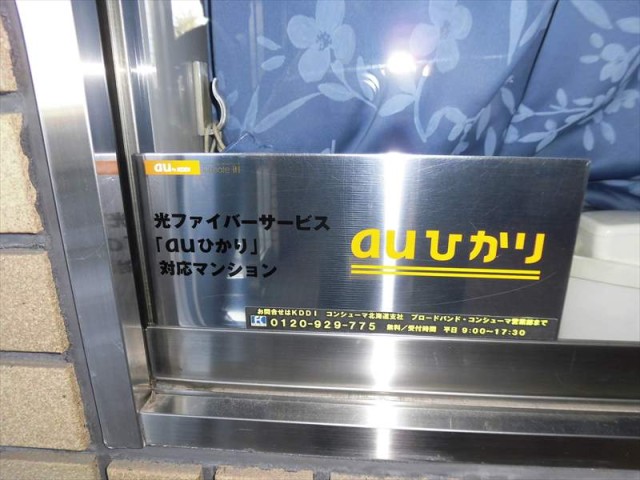 au by KDDI
光ファイバーサービス
「auひかり」
対応マンション
auひかり
お問合せはKDDI コンシューマ北海道支社 ブロードバンド・コンシューマ営業部まで
0120-929-775 無料/受付時間 平日 9:00〜17:30